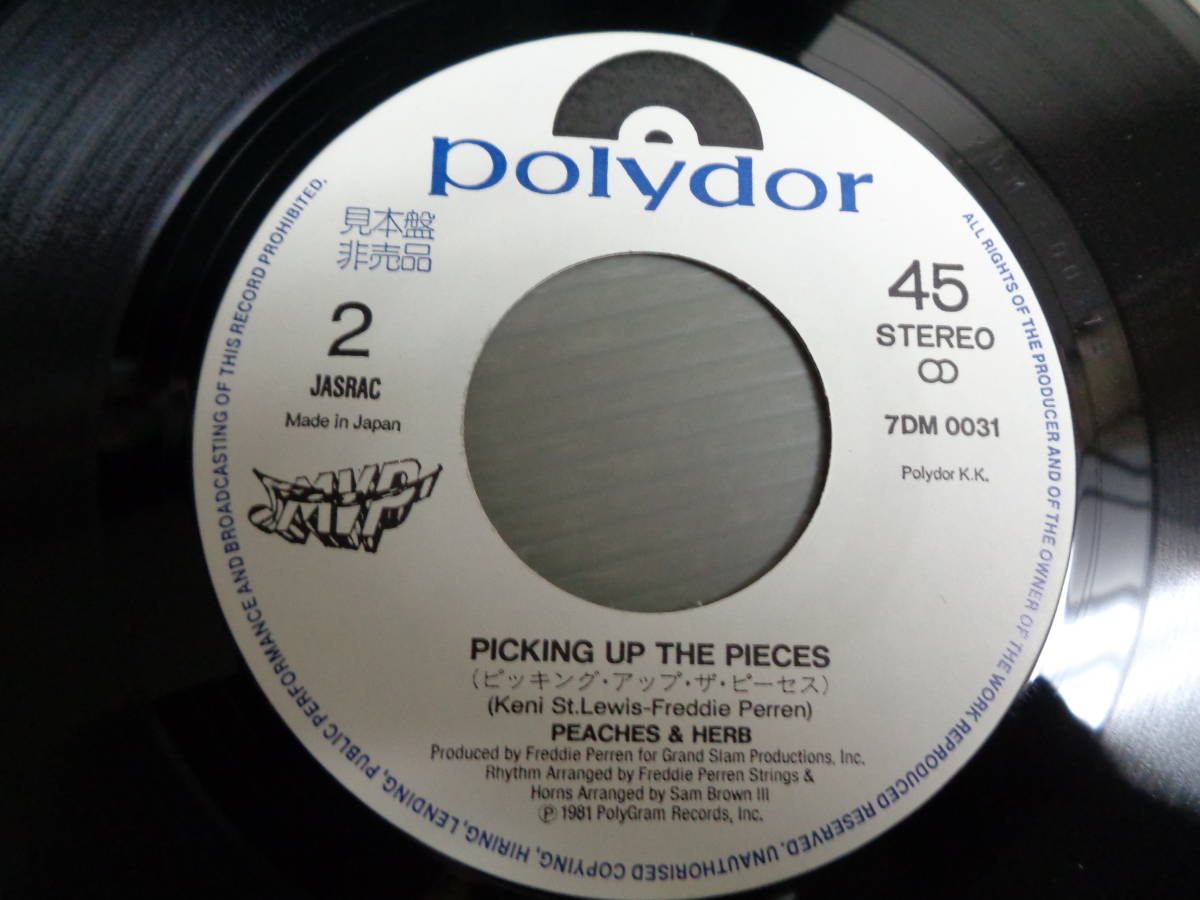 polydor
見本盤
非売品
2
JASRAC
Made in Japan
MVP
45
STEREO
7DM 0031
Polydor K.K.
PICKING UP THE PIECES
(ピッキング・アップ・ザ・ピーセス)
(Keni St.Lewis-Freddie Perren)
PEACHES & HERB
Produced by Freddie Perren for Grand Slam Productions, Inc.
Rhythm Arranged by Freddie Perren Strings &
Horns Arranged by Sam Brown III
Ⓟ 1981 PolyGram Records, Inc.
ALL RIGHTS OF THE PRODUCER AND OF THE OWNER OF THE WORK REPRODUCED RESERVED. UNAUTHORISED COPYING, HIRING, LENDING, PUBLIC PERFORMANCE AND BROADCASTING OF THIS RECORD PROHIBITED.